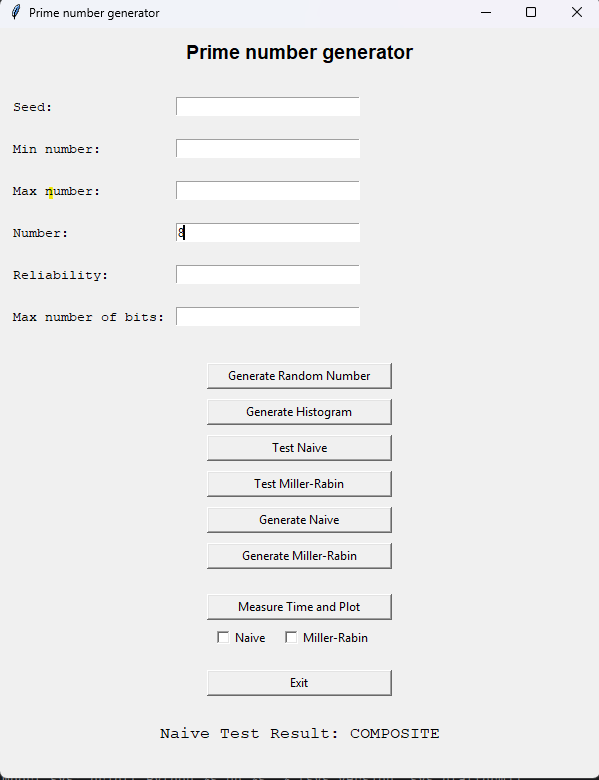 Prime number generator
Prime number generator
Seed:
Min number:
Max number:
Number: 8
Reliability:
Max number of bits:
Generate Random Number
Generate Histogram
Test Naive
Test Miller-Rabin
Generate Naive
Generate Miller-Rabin
Measure Time and Plot
Naive Miller-Rabin
Exit
Naive Test Result: COMPOSITE